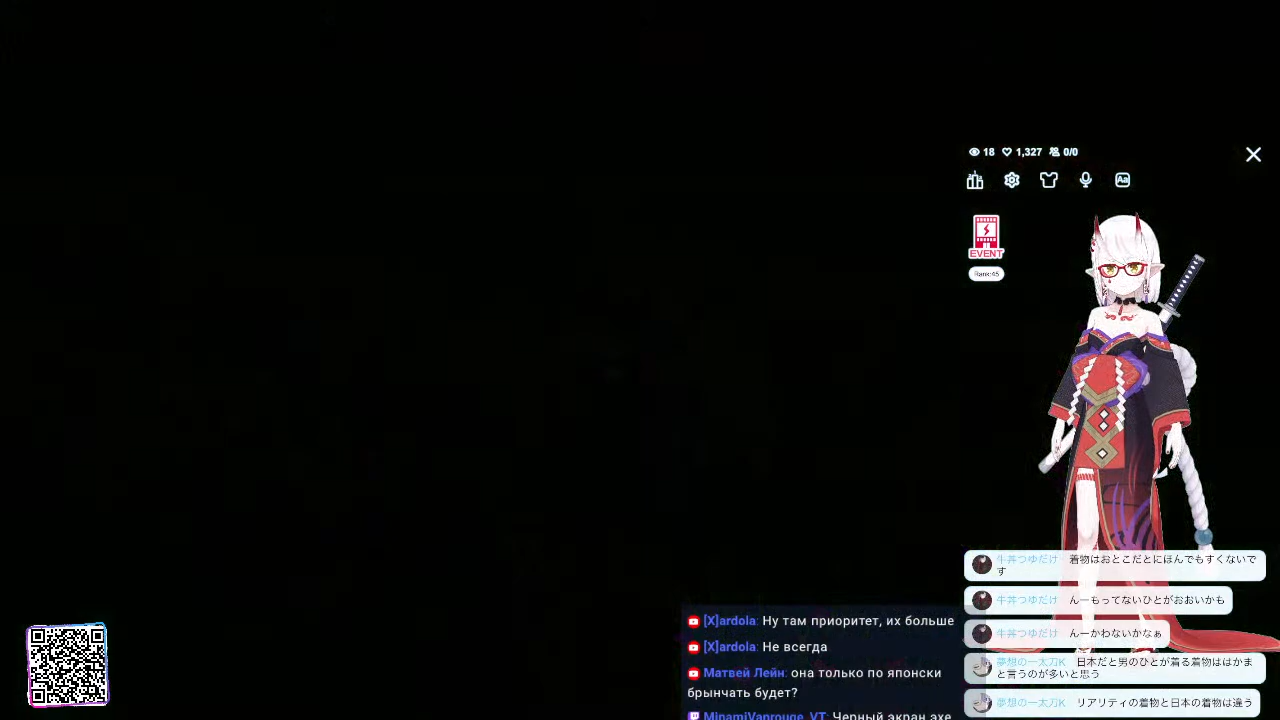 18 1,327 0/0
Aa
EVENT
Rank:45
牛丼つゆだけ 着物はおとこだとにほんでもすくないで
す
牛丼つゆだけ んーもってないひとがおおいかも
牛丼つゆだけ んーかわないかなぁ
夢想の一太刀K 日本だと男のひとが着る着物ははかま
と言うのが多いと思う
夢想の一太刀K リアリティの着物と日本の着物は違う
[X]ardola: Ну там приоритет, их больше
[X]ardola: Не всегда
Матвей Лейн: она только по японски
брынчать будет?
MinamiVanrouge_VT: Черный экран эхе